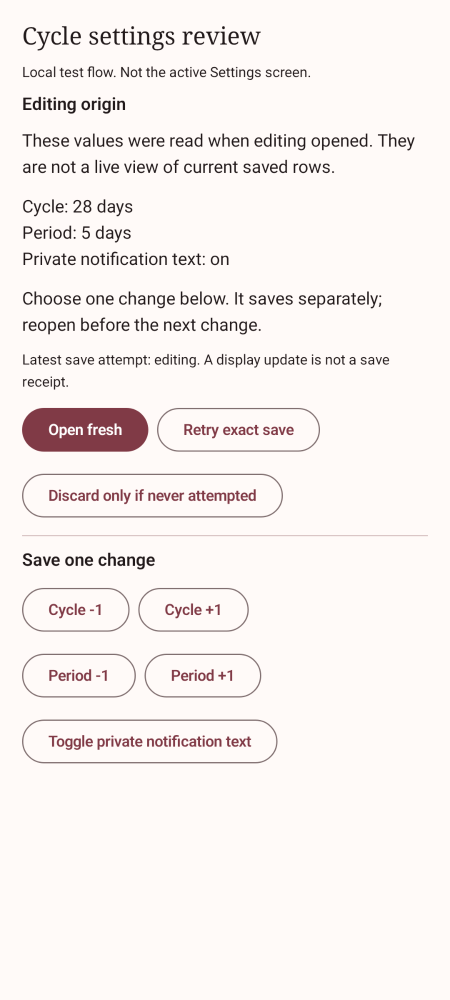 Cycle settings review
Local test flow. Not the active Settings screen.
Editing origin
These values were read when editing opened. They
are not a live view of current saved rows.
Cycle: 28 days
Period: 5 days
Private notification text: on
Choose one change below. It saves separately;
reopen before the next change.
Latest save attempt: editing. A display update is not a save
receipt.
Open fresh
Retry exact save
Discard only if never attempted
Save one change
Cycle -1
Cycle +1
Period -1
Period +1
Toggle private notification text